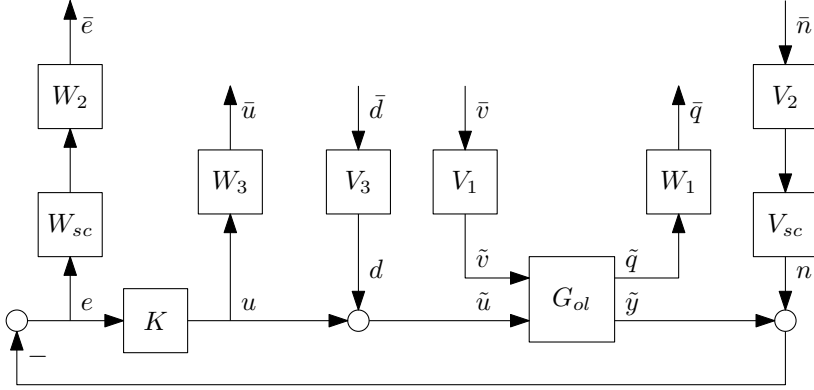 ē
n̄
W₂
V₂
ū
d̄
v̄
q̄
W₃
V₃
V₁
W₁
W_sc
V_sc
d
ṽ
q̃
n
e
K
u
ũ
G_ol
ỹ
−